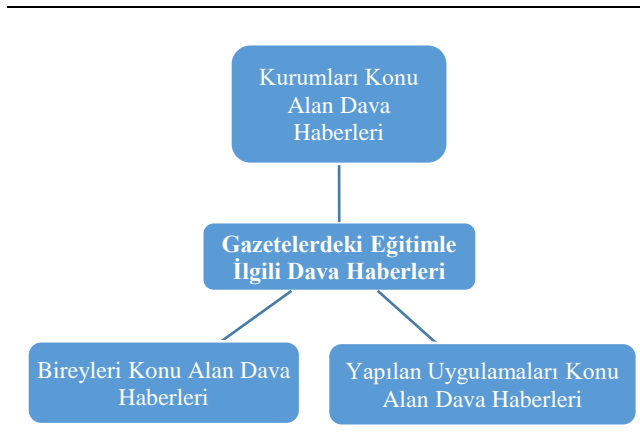 Kurumları Konu
Alan Dava
Haberleri
Gazetelerdeki Eğitimle
İlgili Dava Haberleri
Bireyleri Konu Alan Dava
Haberleri
Yapılan Uygulamaları Konu
Alan Dava Haberleri